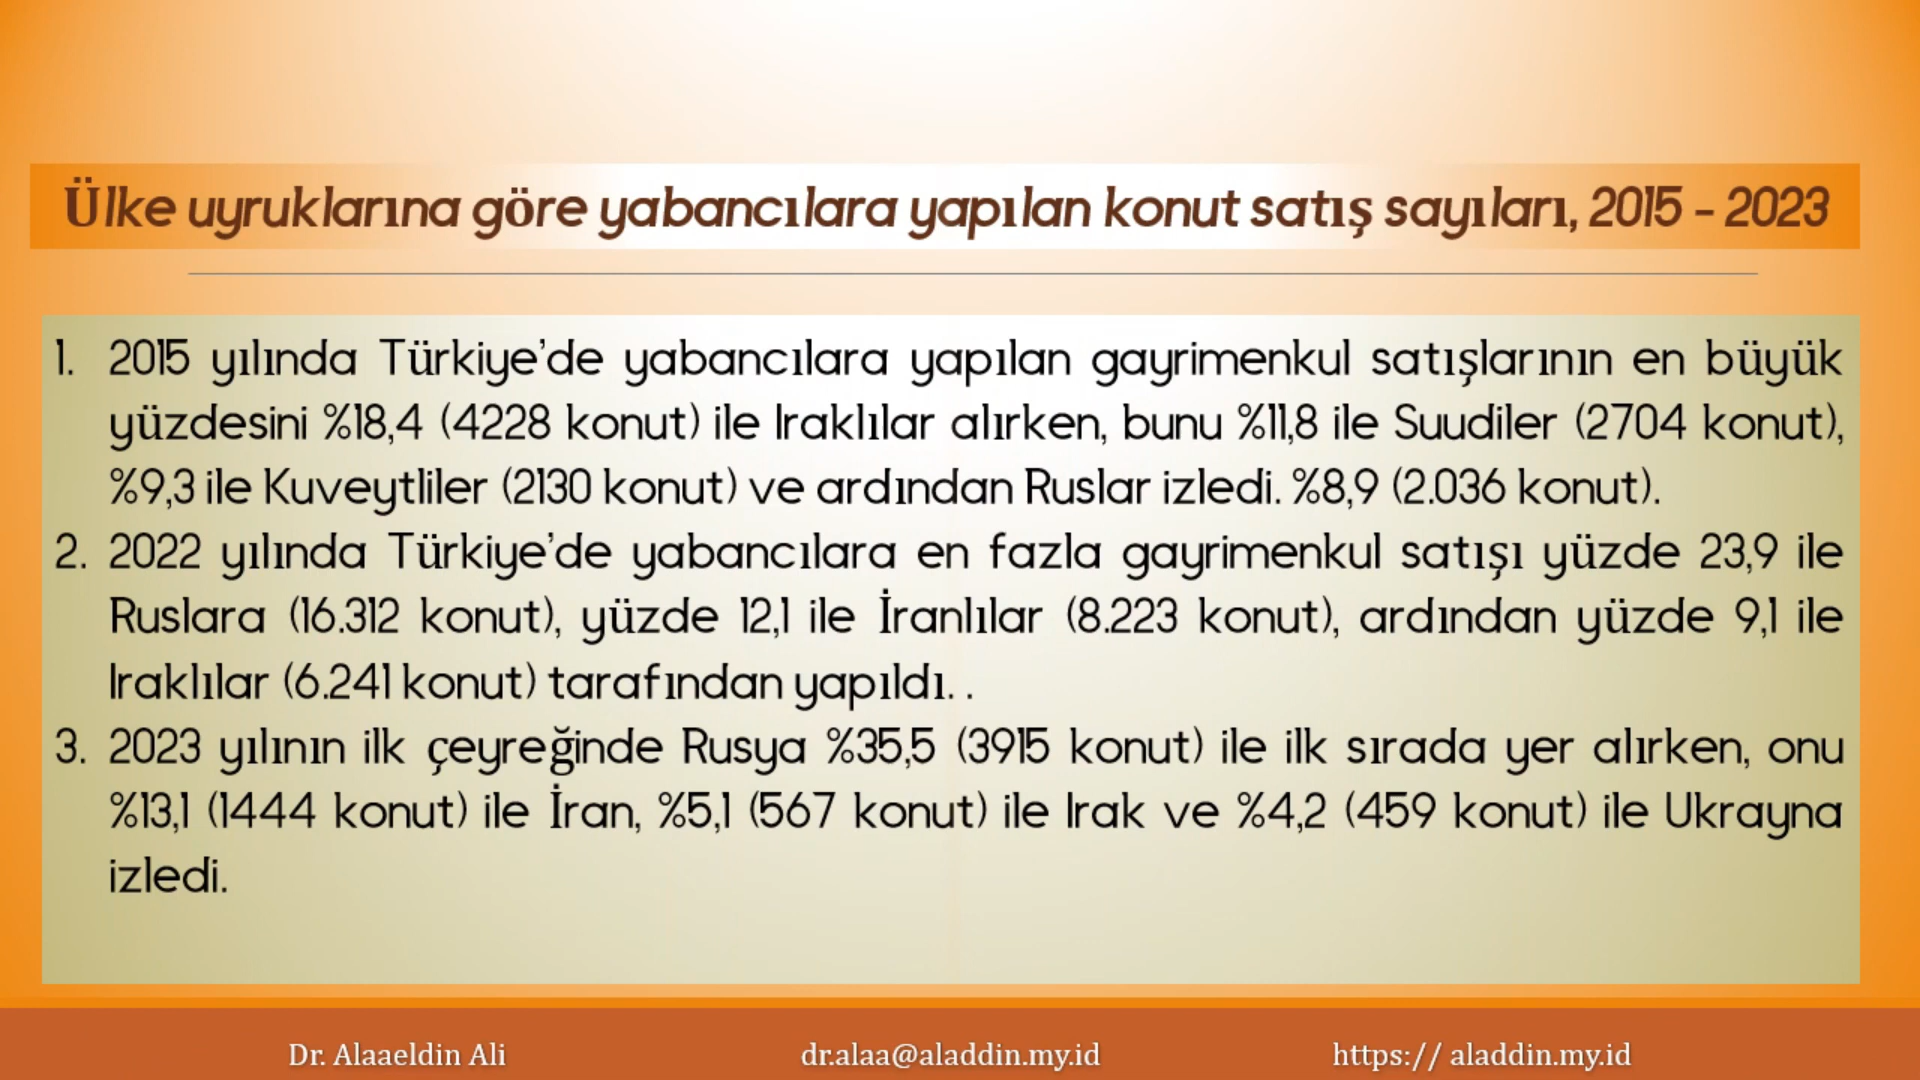 Ülke uyruklarına göre yabancılara yapılan konut satış sayıları, 2015 - 2023
1. 2015 yılında Türkiye'de yabancılara yapılan gayrimenkul satışlarının en büyük
yüzdesini %18,4 (4228 konut) ile Iraklılar alırken, bunu %11,8 ile Suudiler (2704 konut),
%9,3 ile Kuveytliler (2130 konut) ve ardından Ruslar izledi. %8,9 (2.036 konut).
2. 2022 yılında Türkiye'de yabancılara en fazla gayrimenkul satışı yüzde 23,9 ile
Ruslara (16.312 konut), yüzde 12,1 ile İranlılar (8.223 konut), ardından yüzde 9,1 ile
Iraklılar (6.241 konut) tarafından yapıldı. .
3. 2023 yılının ilk çeyreğinde Rusya %35,5 (3915 konut) ile ilk sırada yer alırken, onu
%13,1 (1444 konut) ile İran, %5,1 (567 konut) ile Irak ve %4,2 (459 konut) ile Ukrayna
izledi.
Dr. Alaaeldin Ali dr.alaa@aladdin.my.id https:// aladdin.my.id